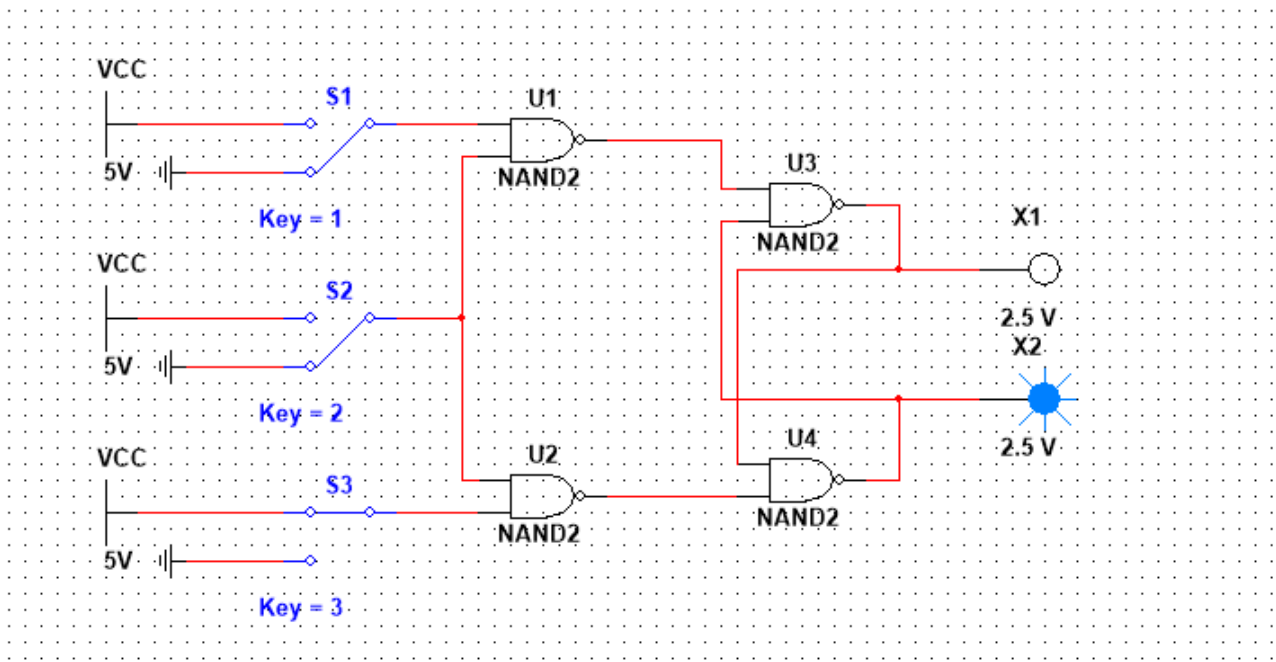 VCC
S1
5V
Key = 1
U1
NAND2
U3
NAND2
X1
2.5 V
VCC
S2
5V
Key = 2
X2
2.5 V
VCC
S3
5V
Key = 3
U2
NAND2
U4
NAND2